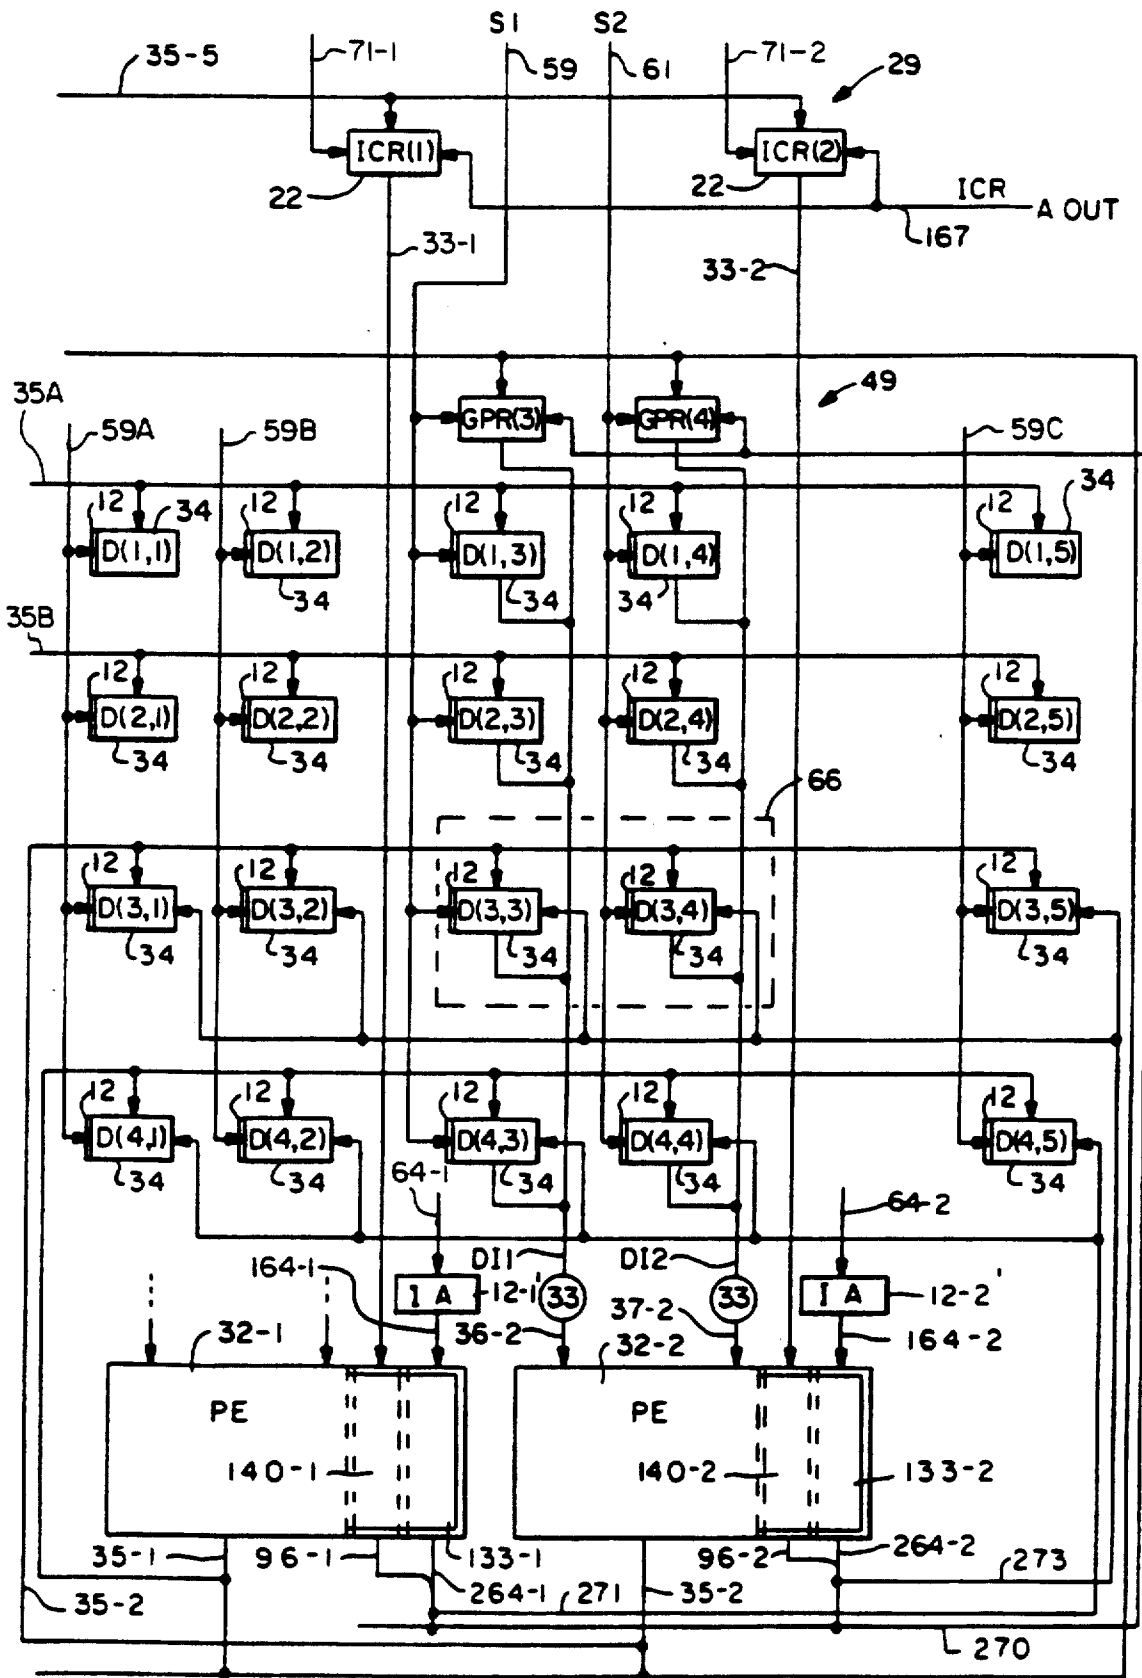 S1 S2
71-1 59 61 71-2
35-5 29
ICR(1) ICR(2)
22 22 ICR
A OUT
167
33-1 33-2
49
35A GPR(3) GPR(4)
59A 59B 59C
12 34 12 12 12 12 34
D(1,1) D(1,2) D(1,3) D(1,4) D(1,5)
34 34 34
35B
12 12 12 12 12
D(2,1) D(2,2) D(2,3) D(2,4) D(2,5)
34 34 34 34 34
66
12 12 12 12 12
D(3,1) D(3,2) D(3,3) D(3,4) D(3,5)
34 34 34 34 34
12 12 12 12 12
D(4,1) D(4,2) D(4,3) D(4,4) D(4,5)
34 34 34 34 34
64-1 64-2
DI1 DI2
164-1 I A 12-1' 33 33 I A 12-2'
36-2 37-2 164-2
32-1 32-2
PE PE
140-1 140-2 133-2
35-1 96-1 133-1 96-2 264-2
264-1 273
35-2 271 35-2
270